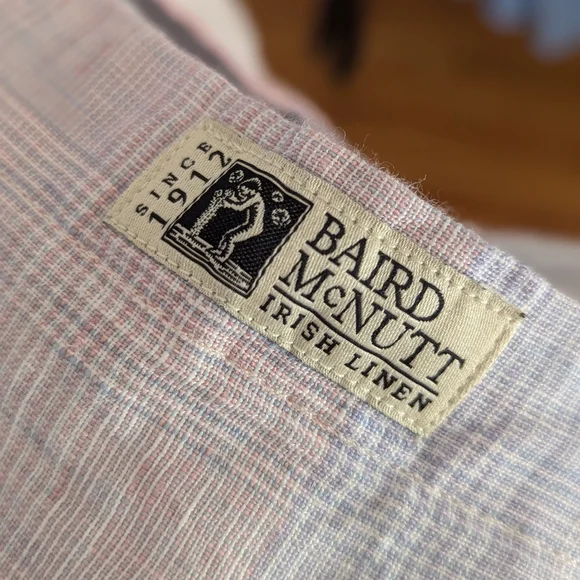 SINCE
1912
BAIRD
McNUTT
IRISH LINEN